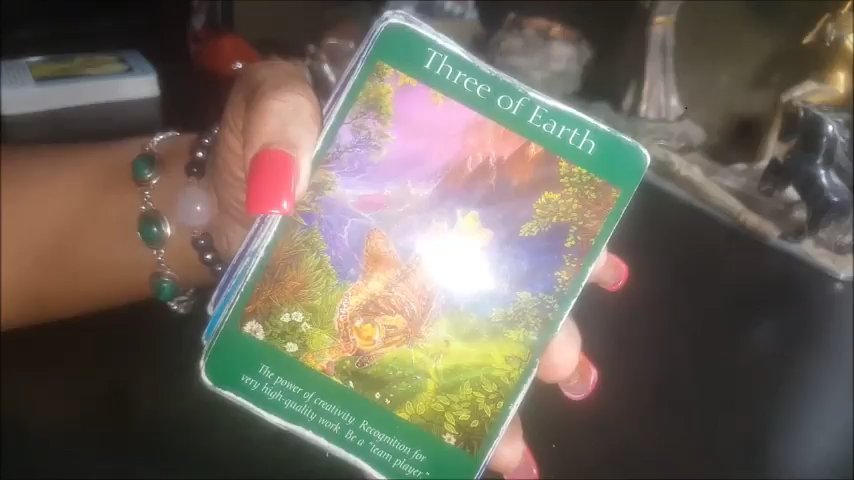 Three of Earth
The power of creativity. Recognition for
very high-quality work. Be a "team player."